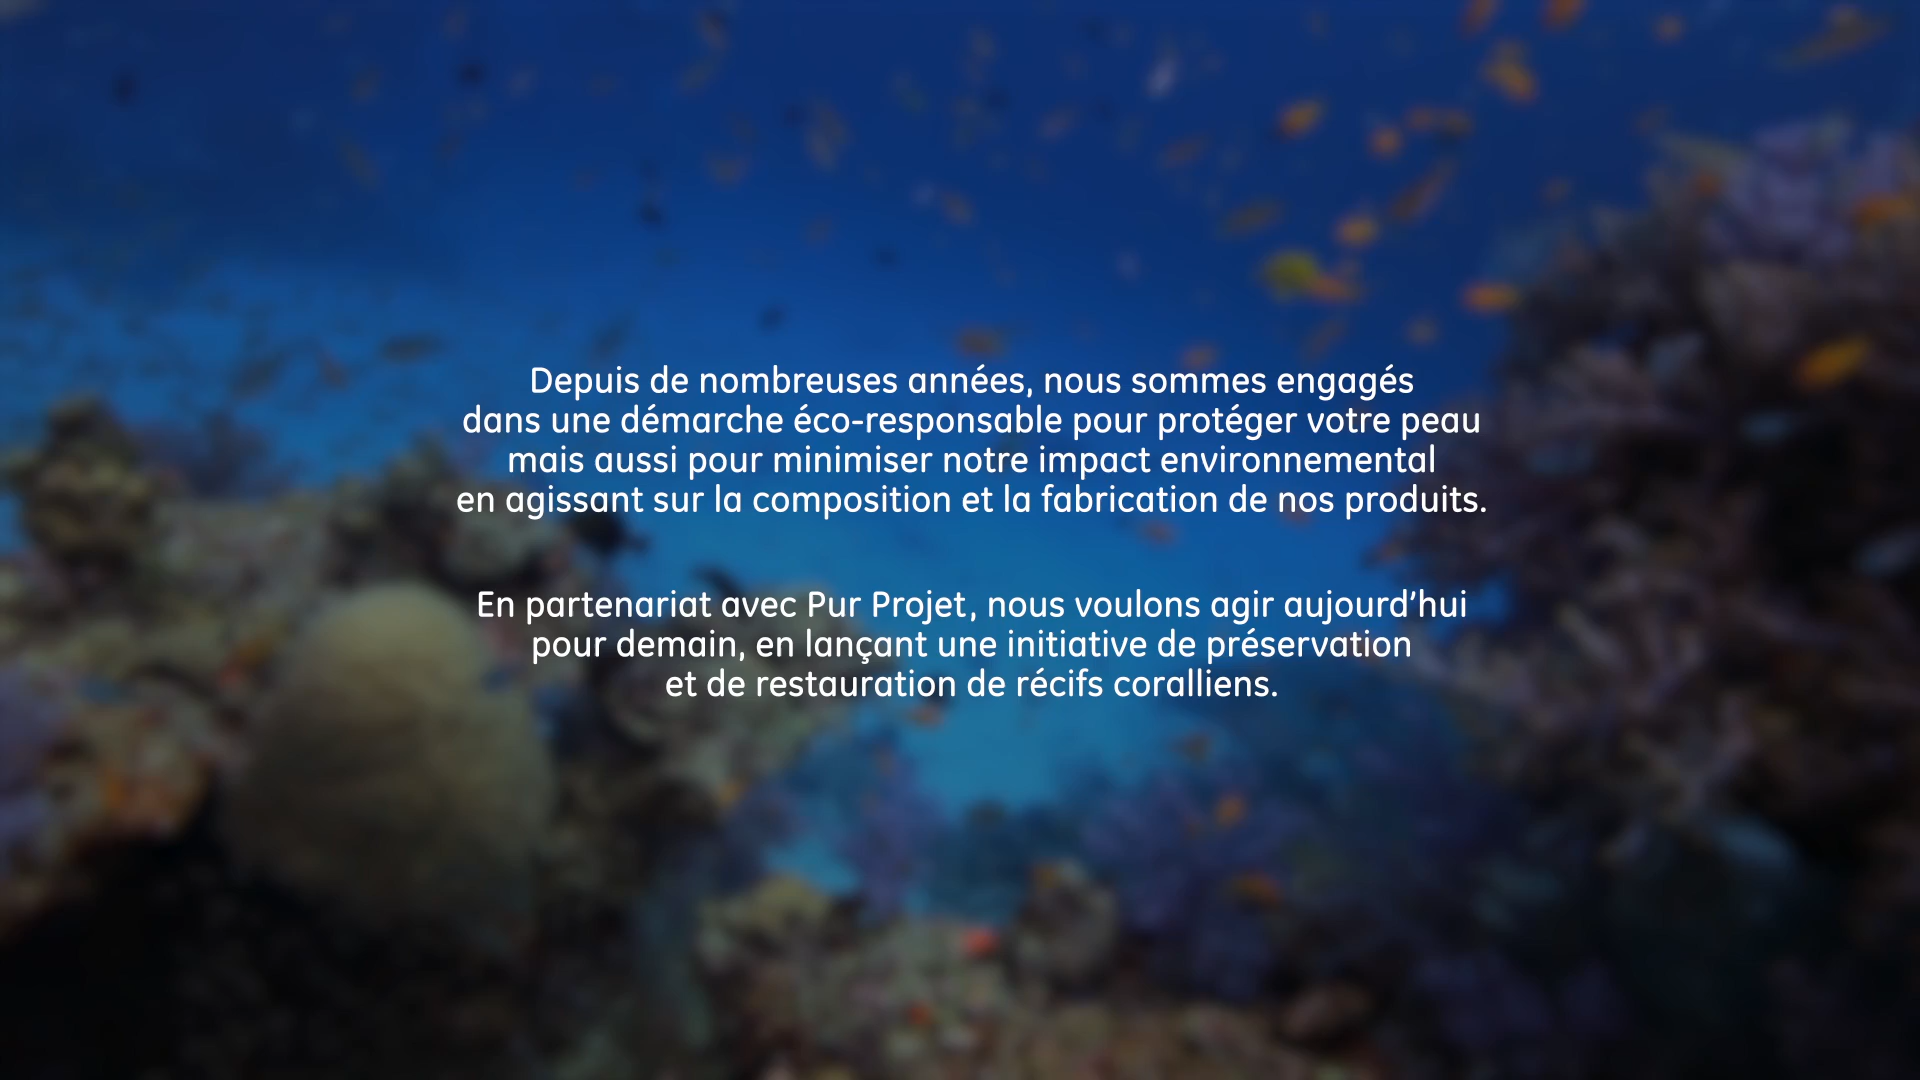 Depuis de nombreuses années, nous sommes engagés
dans une démarche éco-responsable pour protéger votre peau
mais aussi pour minimiser notre impact environnemental
en agissant sur la composition et la fabrication de nos produits.
En partenariat avec Pur Projet, nous voulons agir aujourd’hui
pour demain, en lançant une initiative de préservation
et de restauration de récifs coralliens.